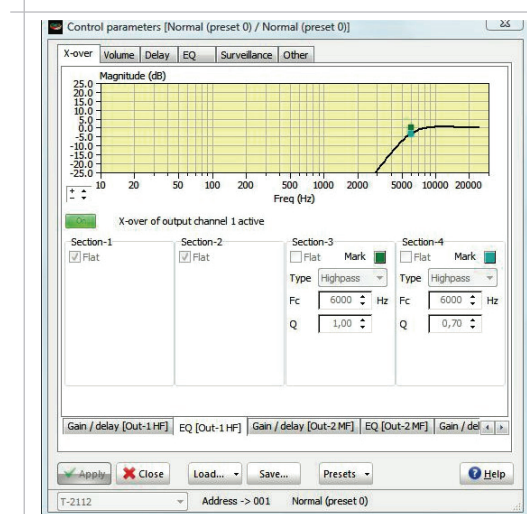 Control parameters [Normal (preset 0) / Normal (preset 0)]
X-over Volume Delay EQ Surveillance Other
Magnitude (dB)
25.0
20.0
15.0
10.0
5.0
0.0
-5.0
-10.0
-15.0
-20.0
-25.0
10 20 50 100 200 500 1000 2000 5000 10000 20000
Freq (Hz)
On X-over of output channel 1 active
Section-1 Section-2 Section-3 Section-4
Flat Flat Flat Mark Flat Mark
Type Highpass Type Highpass
Fc 6000 Hz Fc 6000 Hz
Q 1,00 Q 0,70
Gain / delay [Out-1 HF] EQ [Out-1 HF] Gain / delay [Out-2 MF] EQ [Out-2 MF] Gain / del
Apply Close Load... Save... Presets Help
T-2112 Address -> 001 Normal (preset 0)